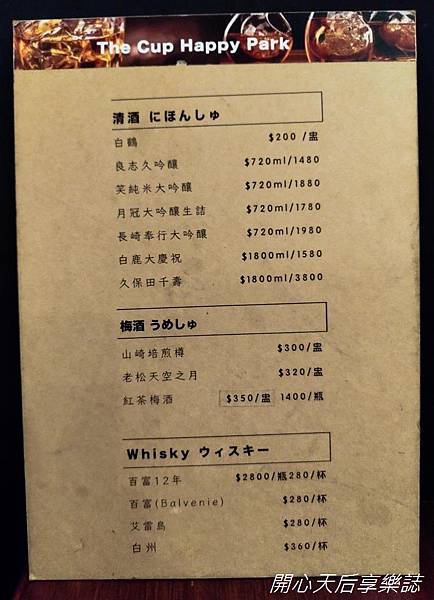 The Cup Happy Park
清酒 にほんしゅ
白鶴 $200 /盅
良志久吟釀 $720ml/1480
笑純米大吟釀 $720ml/1880
月冠大吟釀生詰 $720ml/1780
長崎奉行大吟釀 $720ml/1980
白鹿大慶祝 $1800ml/1580
久保田千壽 $1800ml/3800
梅酒 うめしゅ
山崎焙煎樽 $300/盅
老松天空之月 $320/盅
紅茶梅酒 $350/盅 1400/瓶
Whisky ウィスキー
百富12年 $2800/瓶280/杯
百富(Balvenie) $280/杯
艾雷島 $280/杯
白州 $360/杯
開心天后享樂誌